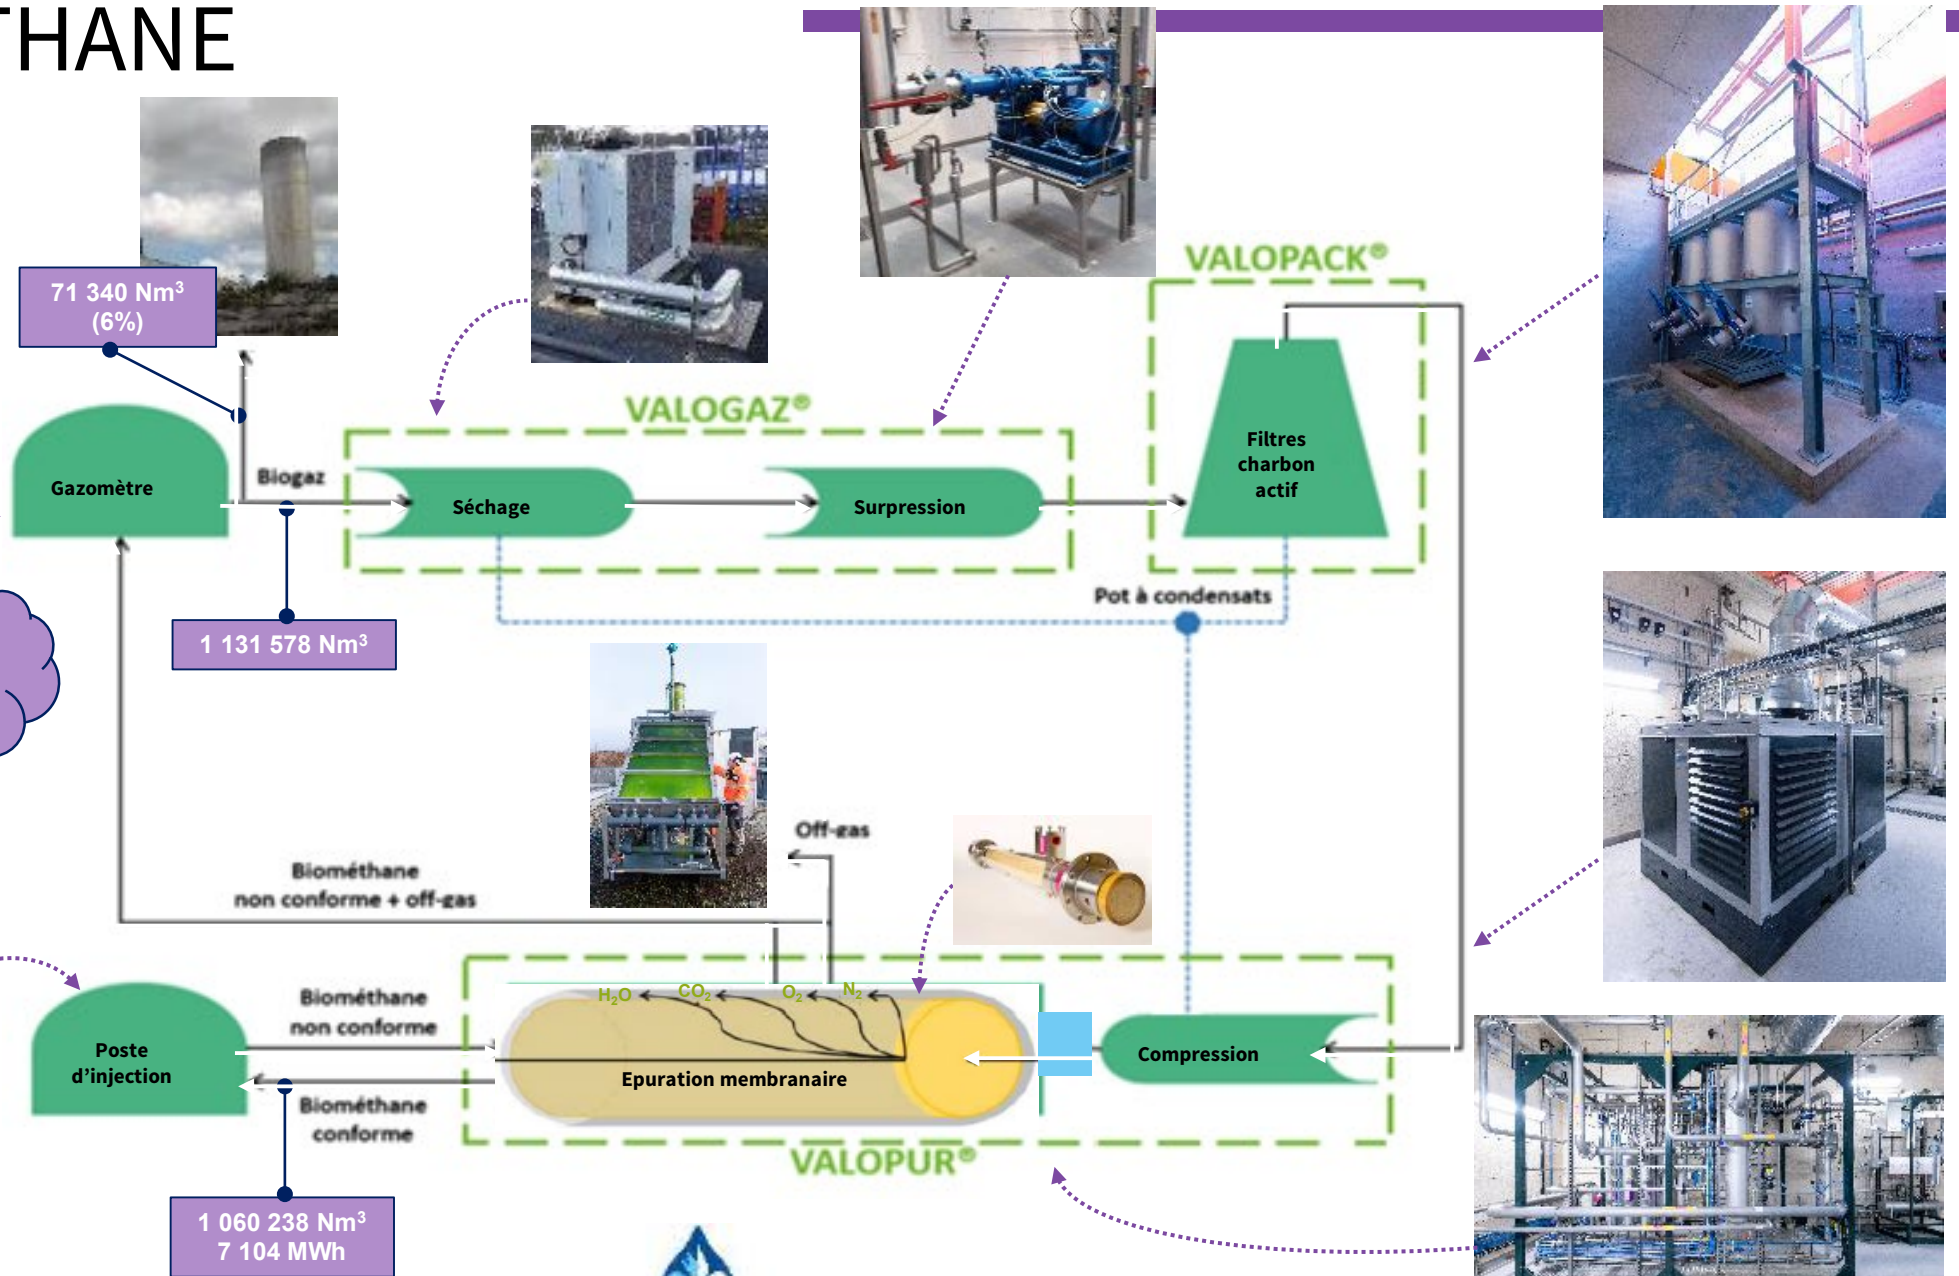 THANE
71 340 Nm³
(6%)
VALOPACK®
VALOGAZ®
Filtres
charbon
actif
Gazomètre
Biogaz
Séchage
Surpression
Pot à condensats
1 131 578 Nm³
Off-gas
Biométhane
non conforme + off-gas
H₂O
CO₂
O₂
N₂
Biométhane
non conforme
Poste
d'injection
Compression
Epuration membranaire
Biométhane
conforme
VALOPUR®
1 060 238 Nm³
7 104 MWh